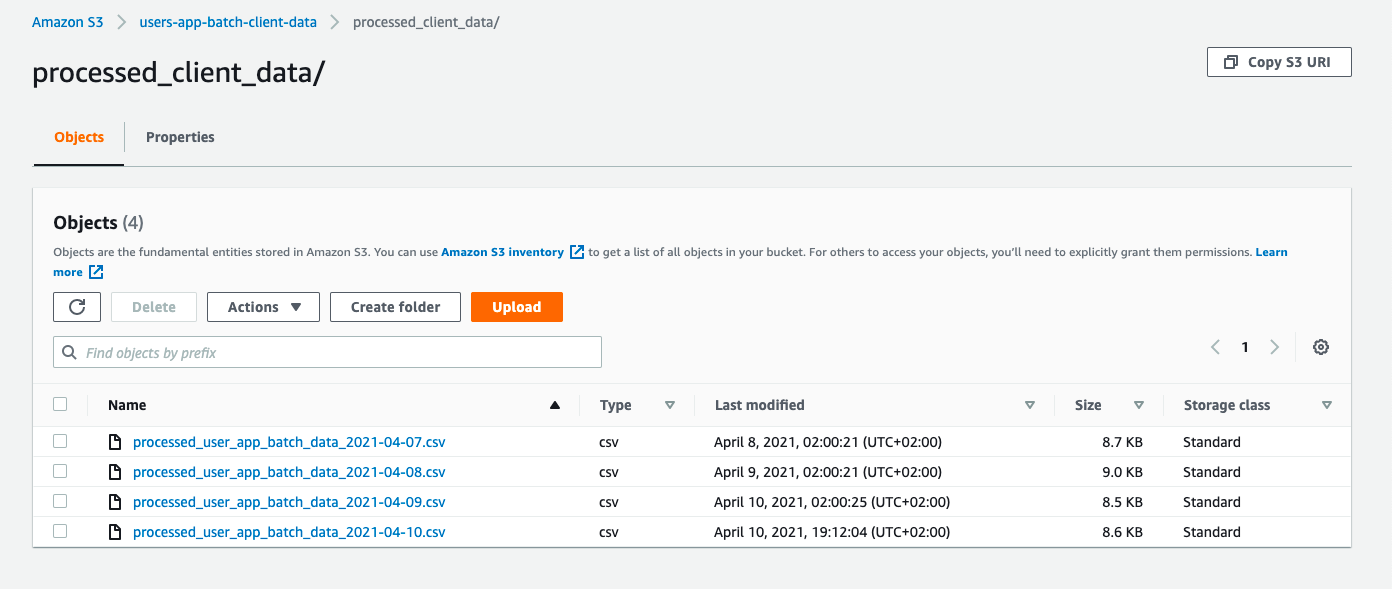 Amazon S3 > users-app-batch-client-data > processed_client_data/
processed_client_data/
Copy S3 URI
Objects Properties
Objects (4)
Objects are the fundamental entities stored in Amazon S3. You can use Amazon S3 inventory to get a list of all objects in your bucket. For others to access your objects, you'll need to explicitly grant them permissions. Learn
more
Delete Actions Create folder Upload
Find objects by prefix
1
Name Type Last modified Size Storage class
processed_user_app_batch_data_2021-04-07.csv csv April 8, 2021, 02:00:21 (UTC+02:00) 8.7 KB Standard
processed_user_app_batch_data_2021-04-08.csv csv April 9, 2021, 02:00:21 (UTC+02:00) 9.0 KB Standard
processed_user_app_batch_data_2021-04-09.csv csv April 10, 2021, 02:00:25 (UTC+02:00) 8.5 KB Standard
processed_user_app_batch_data_2021-04-10.csv csv April 10, 2021, 19:12:04 (UTC+02:00) 8.6 KB Standard